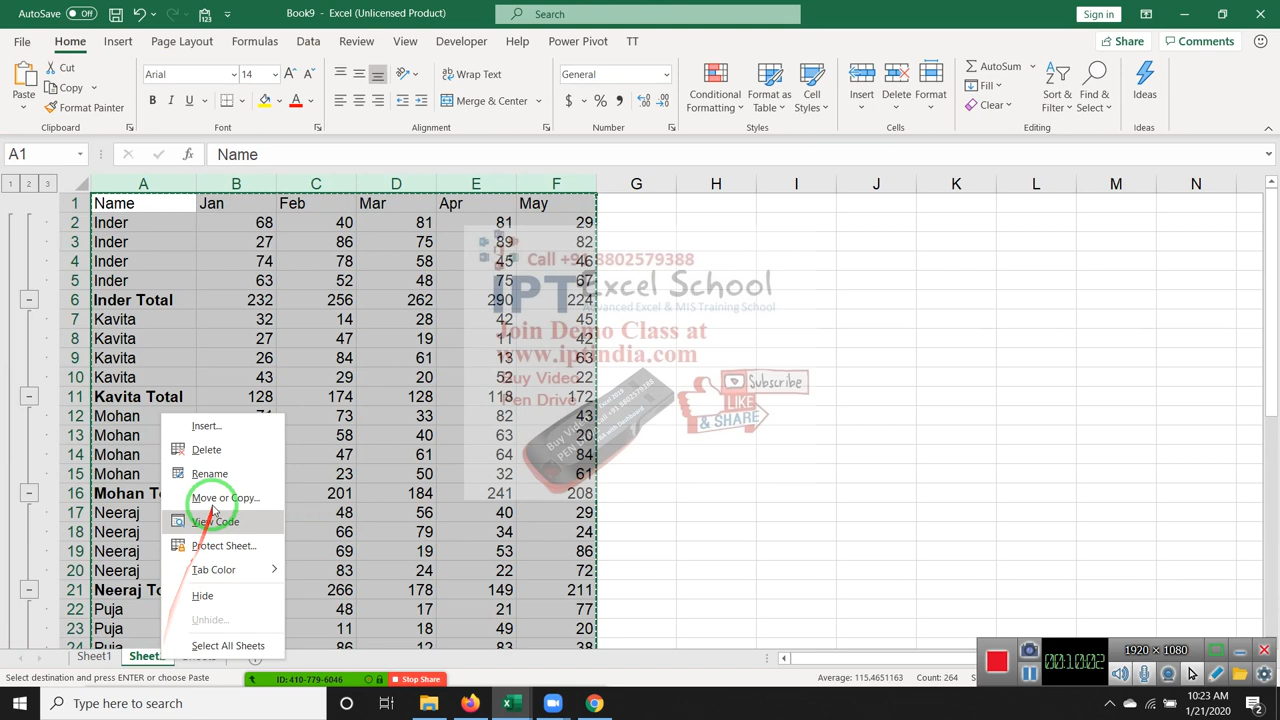 AutoSave Off Book9 - Excel (Unlicensed Product) Search Sign in
File Home Insert Page Layout Formulas Data Review View Developer Help Power Pivot TT Share Comments
Paste Cut Copy Format Painter Clipboard
Arial 14 B I U Font
Wrap Text Merge & Center Alignment
General $ % Number
Conditional Formatting Format as Table Cell Styles Styles
Insert Delete Format Cells
AutoSum Fill Clear Sort & Filter Find & Select Editing
Ideas Ideas
A1 fx Name
1 2 3 A B C D E F G H I J K L M N
1 Name Jan Feb Mar Apr May
2 Inder 68 40 81 81 29
3 Inder 27 86 75 89 82
4 Inder 74 78 58 45 46
5 Inder 63 52 48 75 67
6 Inder Total 232 256 262 290 224
7 Kavita 32 14 28 42 45
8 Kavita 27 47 19 11 42
9 Kavita 26 84 61 13 63
10 Kavita 43 29 20 52 22
11 Kavita Total 128 174 128 118 172
12 Mohan 73 33 82 43
13 Mohan 58 40 63 20
14 Mohan 47 61 64 84
15 Mohan 23 50 32 61
16 Mohan 201 184 241 208
17 Neeraj 48 56 40 29
18 Neeraj 66 79 34 24
19 Neeraj 69 19 53 86
20 Neeraj 83 24 22 72
21 Neeraj 266 178 149 211
22 Puja 48 17 21 77
23 Puja 11 18 49 20
24 Puja 86 12 83 38
Insert...
Delete
Rename
Move or Copy...
View Code
Protect Sheet...
Tab Color
Hide
Unhide...
Select All Sheets
Call +91 8802579388
IPT Excel School
Advanced Excel & MIS Training School
Join Demo Class at
www.iptindia.com
Buy Video
Pen Drive
Subscribe
LIKE
& SHARE
Sheet1
Select destination and press ENTER or choose Paste ID: 410-779-6046 Stop Share Average: 115.4651163 Count: 264
1920 × 1080
00:10:02
Type here to search
10:23 AM
1/21/2020
2